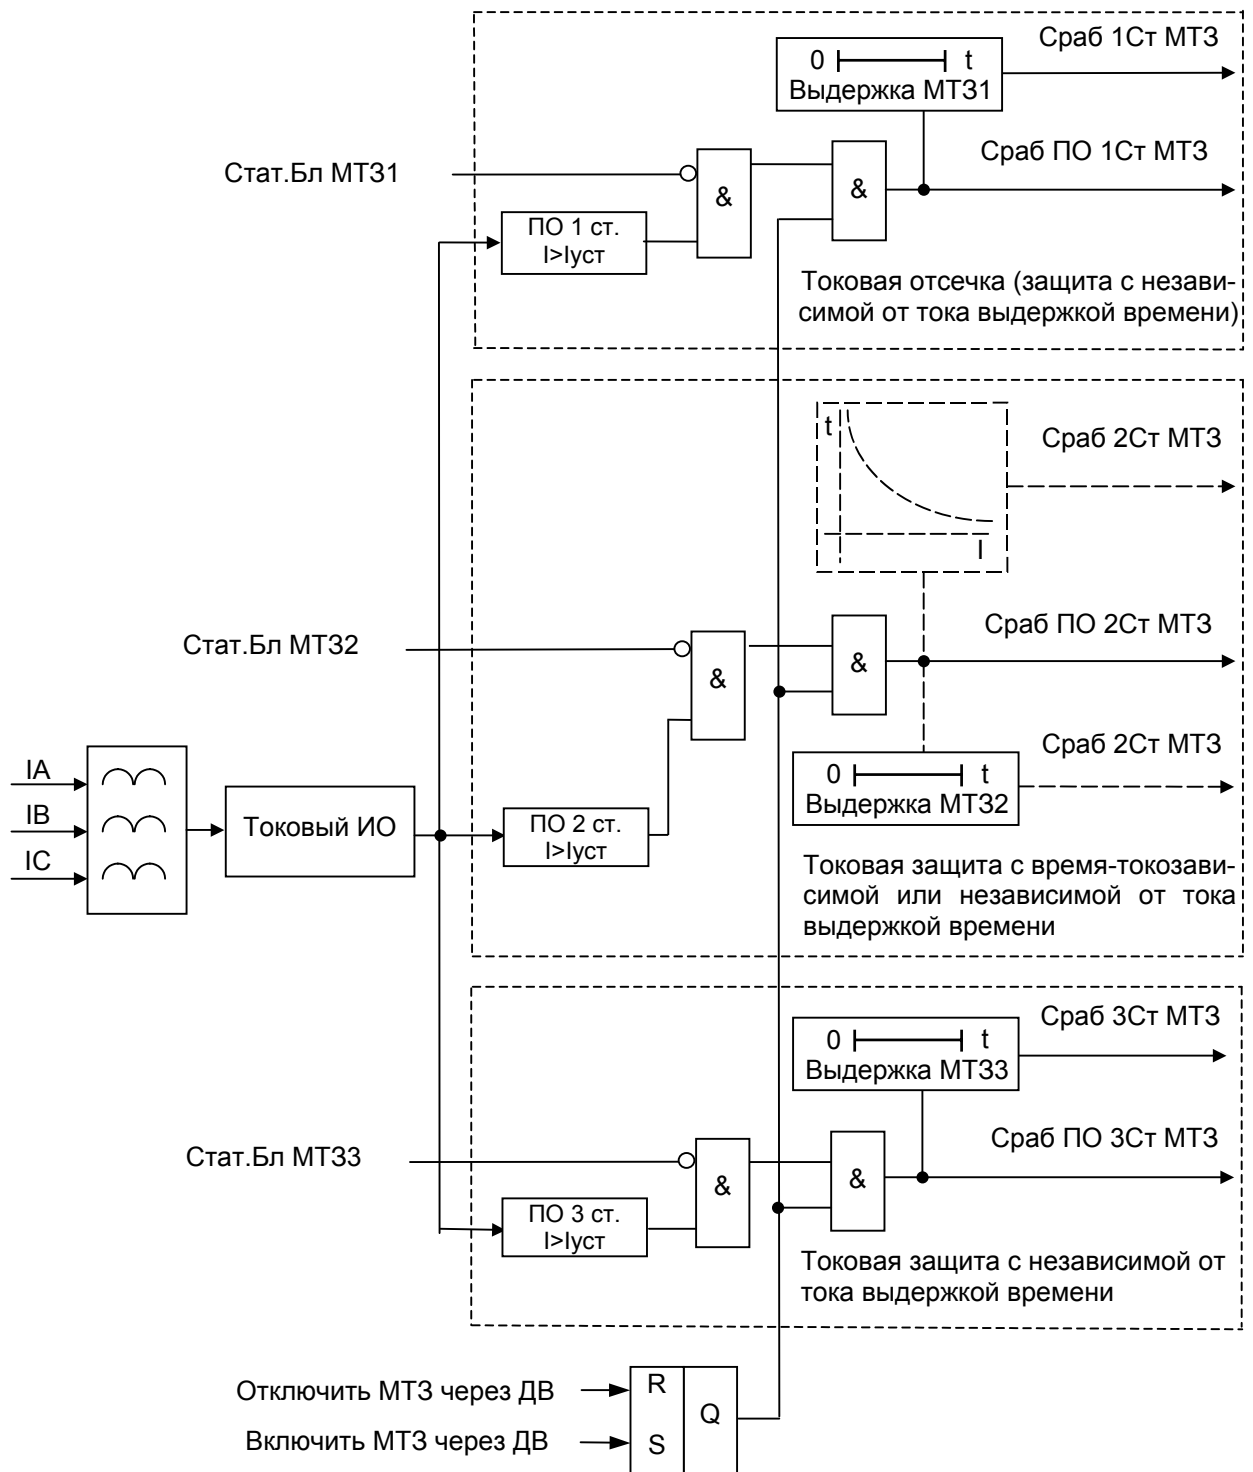 Сраб 1Ст МТЗ
0 t
Выдержка МТЗ1
Сраб ПО 1Ст МТЗ
Стат.Бл МТЗ1
&
&
ПО 1 ст.
I>Iуст
Токовая отсечка (защита с незави-
симой от тока выдержкой времени)
t
I
Сраб 2Ст МТЗ
Сраб ПО 2Ст МТЗ
Стат.Бл МТЗ2
&
&
Сраб 2Ст МТЗ
0 t
Выдержка МТЗ2
IA
IB
IC
Токовый ИО
ПО 2 ст.
I>Iуст
Токовая защита с время-токозави-
симой или независимой от тока
выдержкой времени
Сраб 3Ст МТЗ
0 t
Выдержка МТЗ3
Сраб ПО 3Ст МТЗ
Стат.Бл МТЗ3
&
&
ПО 3 ст.
I>Iуст
Токовая защита с независимой от
тока выдержкой времени
Отключить МТЗ через ДВ
R
Q
Включить МТЗ через ДВ
S